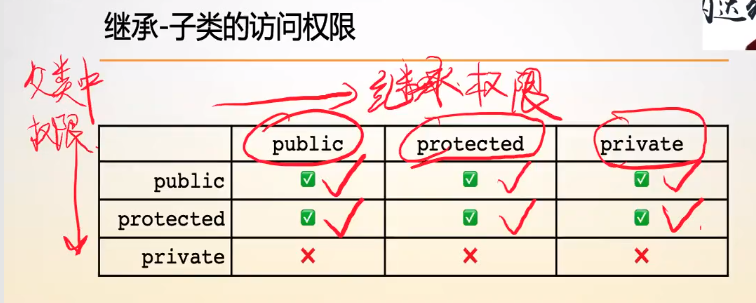 继承-子类的访问权限
父类中
权限
继承权限
public protected private
public ✅ ✅ ✅
protected ✅ ✅ ✅
private ❌ ❌ ❌